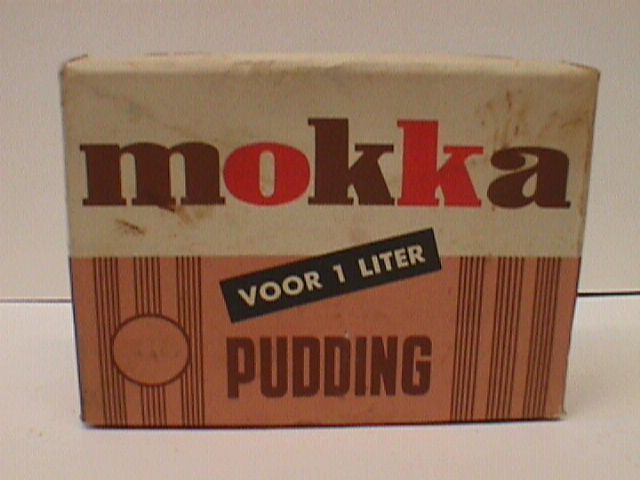 mokka
VOOR 1 LITER
PUDDING